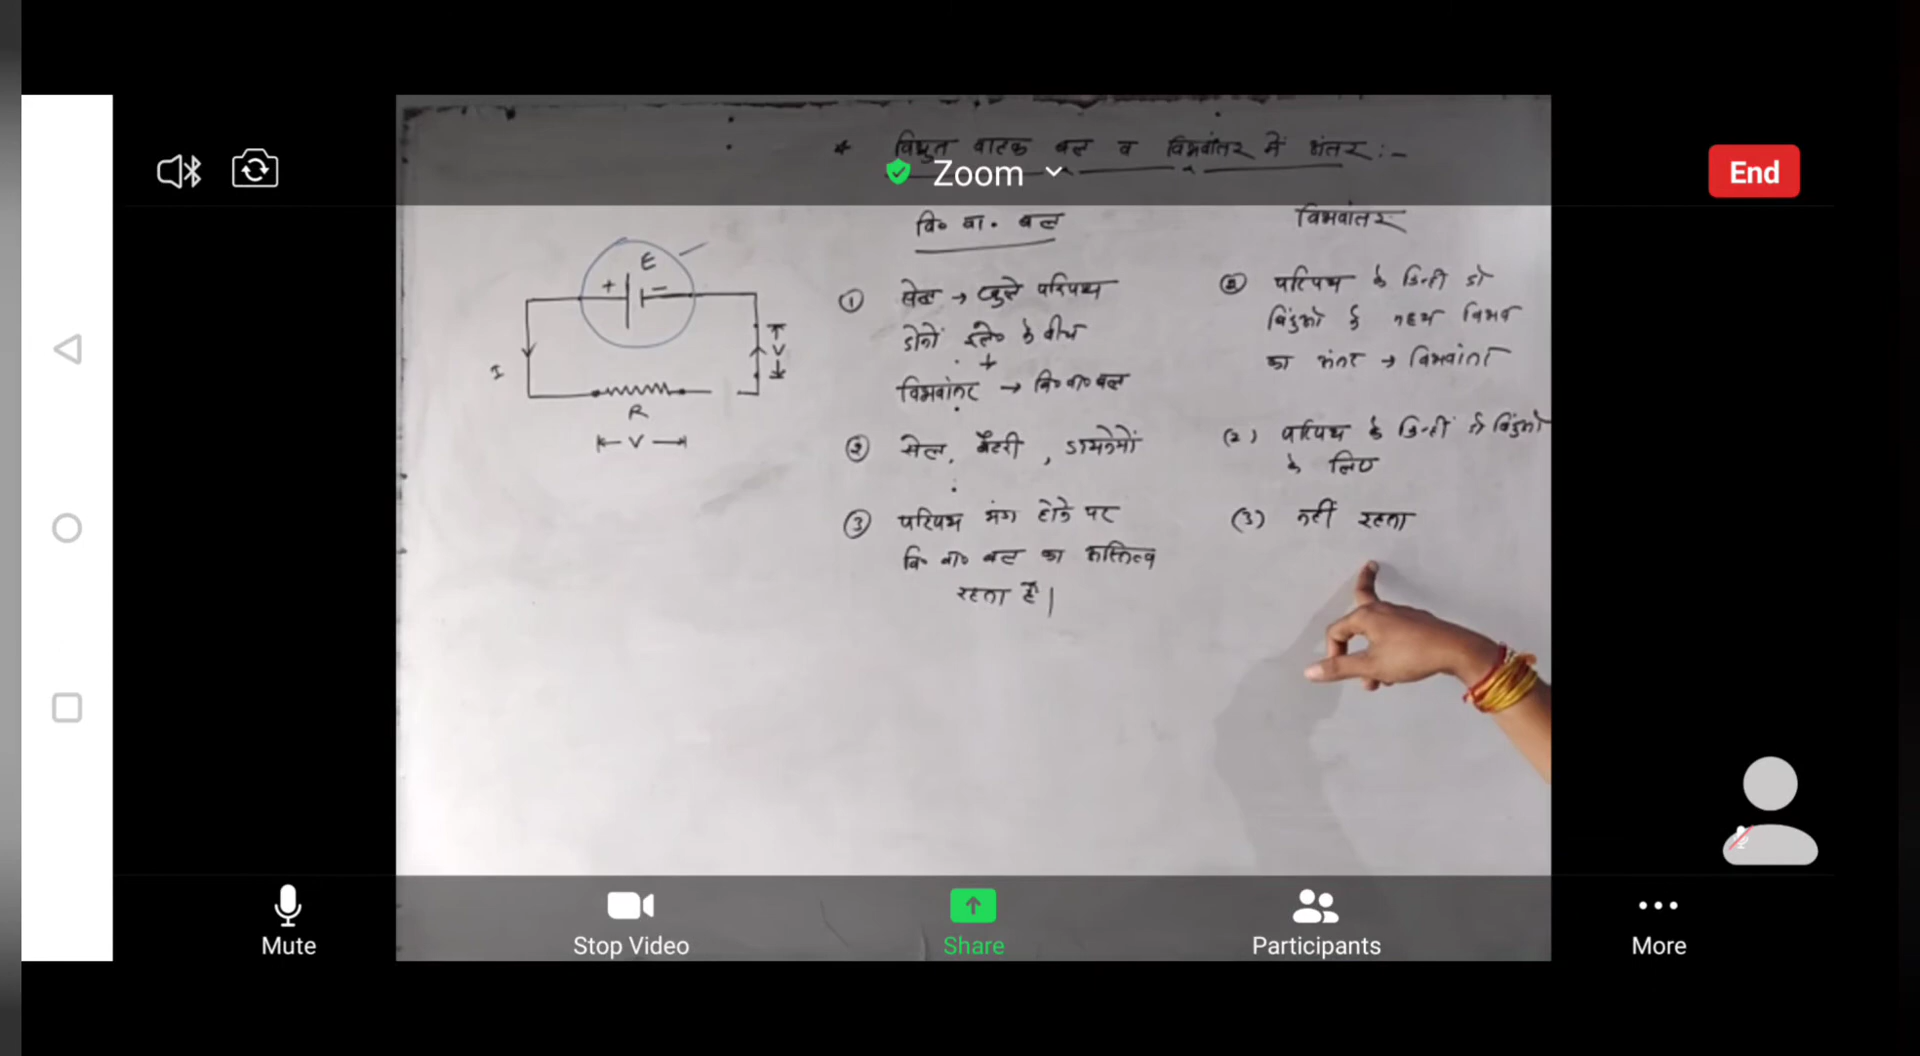 * विद्युत वाहक बल व विभवांतर में अंतर :-
Zoom
End
वि० वा. बल
विभवांतर
E
+ -
I
V
R
V
① सेल → खुले परिपथ
दोनों इले० के बीच
↓
विभवांतर → वि० वा० बल
② सेल, बैटरी, डायनेमों
③ परिपथ भंग होने पर
वि० वा० बल का अस्तित्व
रहता है|
परिपथ के किन्ही दो
बिंदुओ के मध्य विभव
का अंतर → विभवांतर
(2) परिपथ के किन्हीं दो बिंदुओ
के लिए
(3) नहीं रहता
Mute
Stop Video
Share
Participants
More